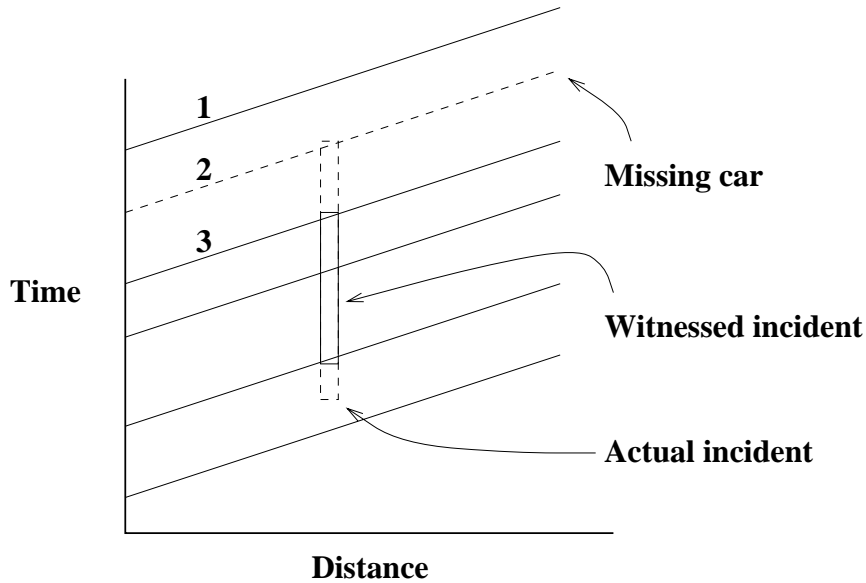 1
2
Missing car
3
Time
Witnessed incident
Actual incident
Distance